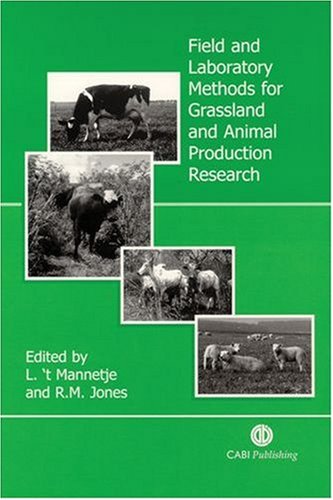 Field and
Laboratory
Methods for
Grassland
and Animal
Production
Research
Edited by
L. 't Mannetje
and R.M. Jones
CABI Publishing